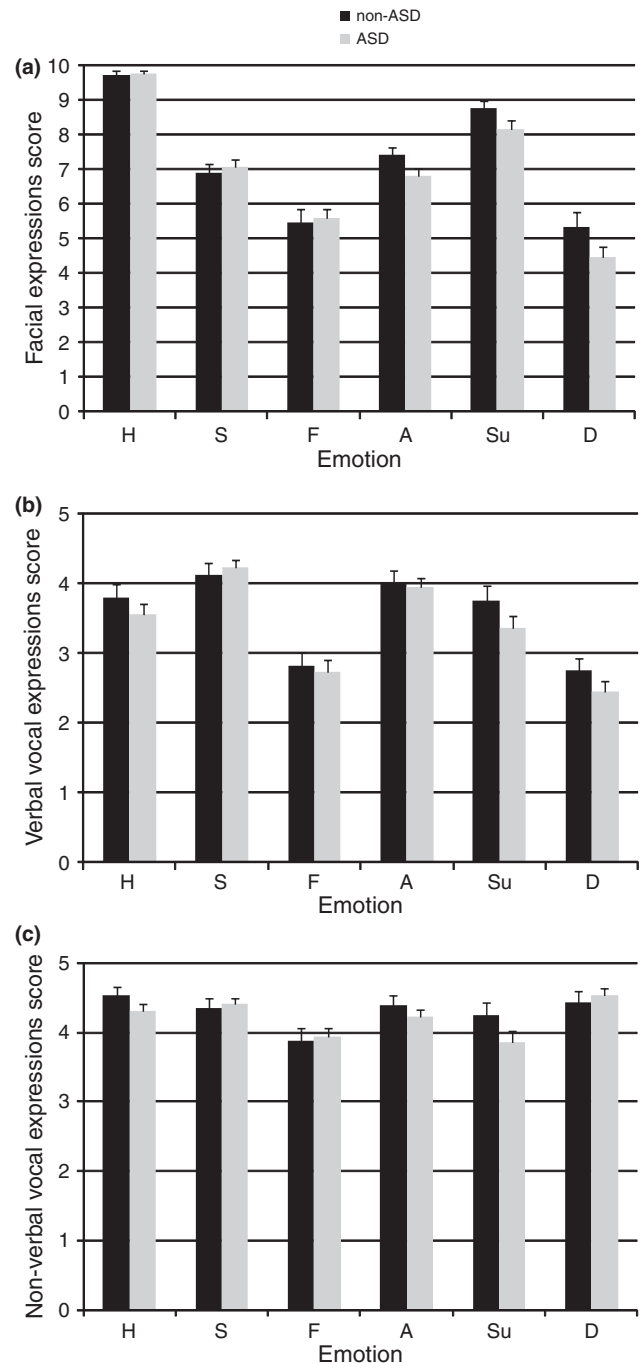 non-ASD
ASD
(a)
10
9
8
7
6
5
4
3
2
1
0
Facial expressions score
H S F A Su D
Emotion
(b)
5
4
3
2
1
0
Verbal vocal expressions score
H S F A Su D
Emotion
(c)
5
4
3
2
1
0
Non-verbal vocal expressions score
H S F A Su D
Emotion